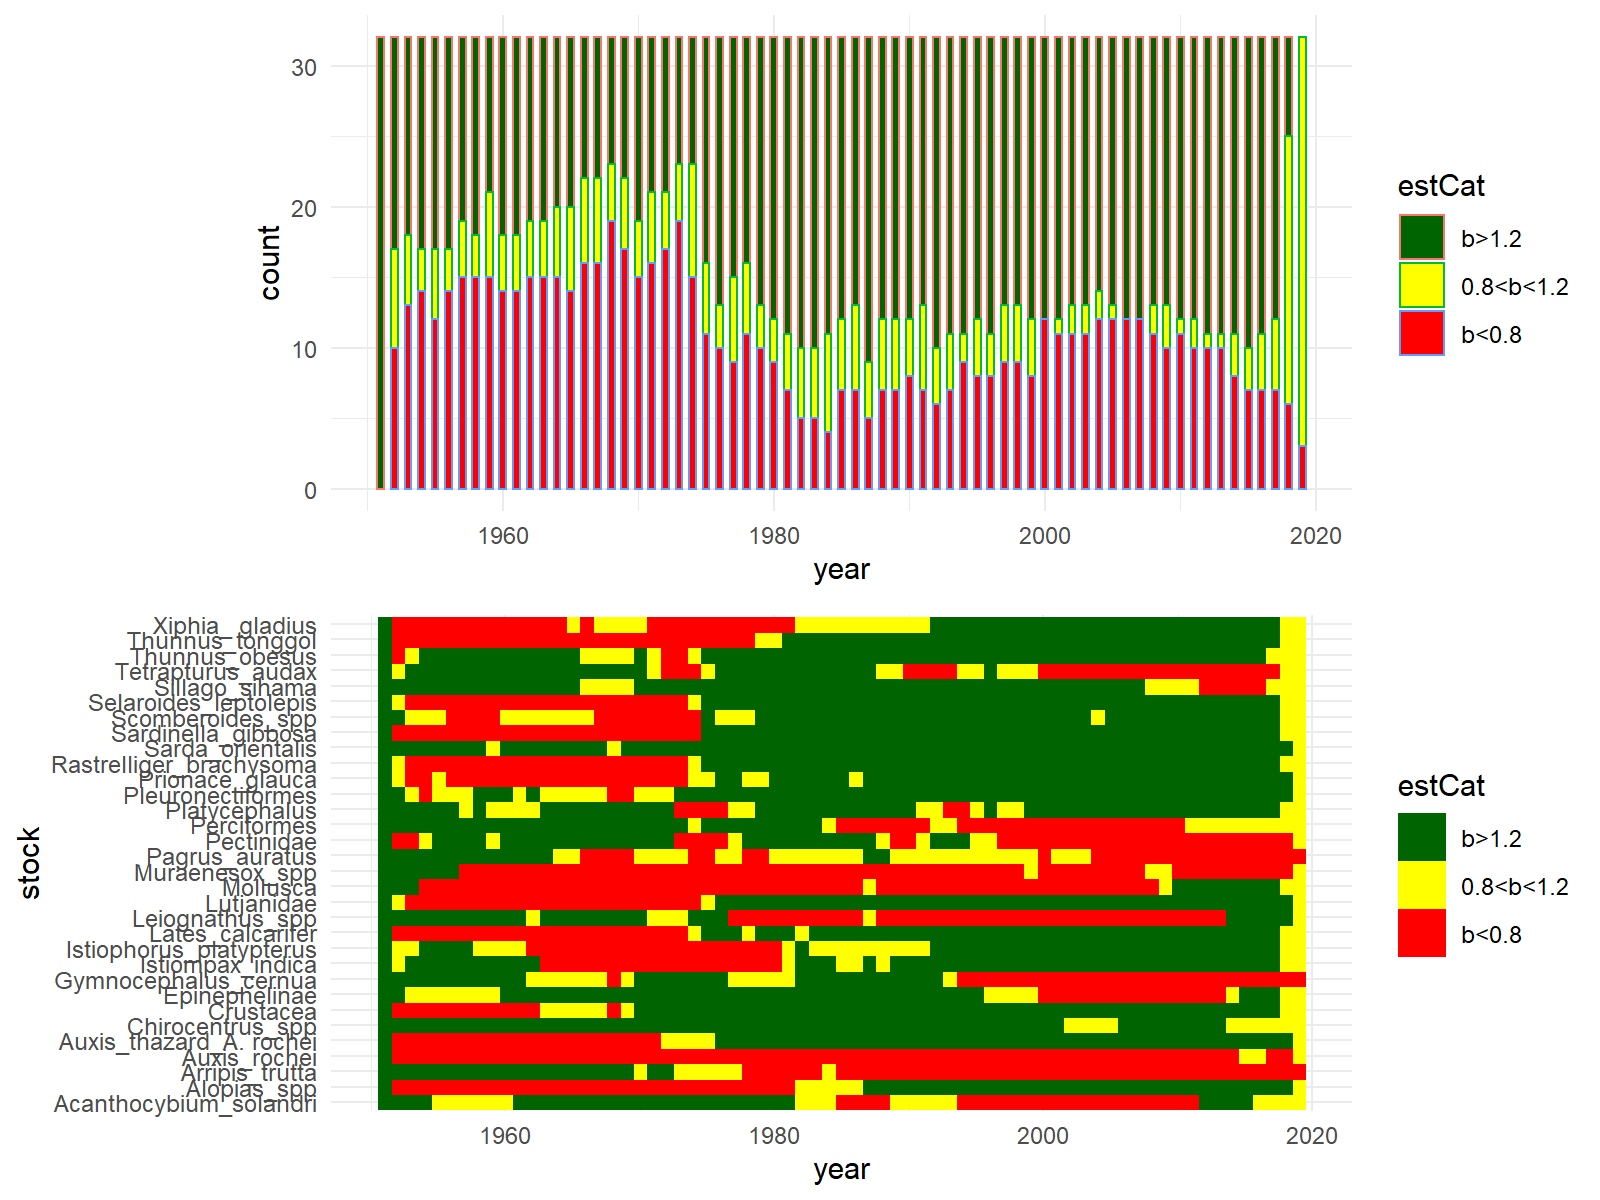 30
20
10
0
count
1960 1980 2000 2020
year
estCat
b>1.2
0.8<b<1.2
b<0.8
stock
Xiphia_ gladius
Thunnus_tonggol
Thunnus_obesus
Tetrapturus_audax
Sillago_sihama
Selaroides_leptolepis
Scomberoides_spp
Sardinella_gibbosa
Sarda_orientalis
Rastrelliger_brachysoma
Prionace_glauca
Pleuronectiformes
Platycephalus
Perciformes
Pectinidae
Pagrus_auratus
Muraenesox_spp
Mollusca
Lutjanidae
Leiognathus_spp
Lates_calcarifer
Istiophorus_platypterus
Istiompax_indica
Gymnocephalus_cernua
Epinephelinae
Crustacea
Chirocentrus_spp
Auxis_thazard_A. rochei
Auxis_rochei
Arripis_trutta
Alopias_spp
Acanthocybium_solandri
1960 1980 2000 2020
year
estCat
b>1.2
0.8<b<1.2
b<0.8